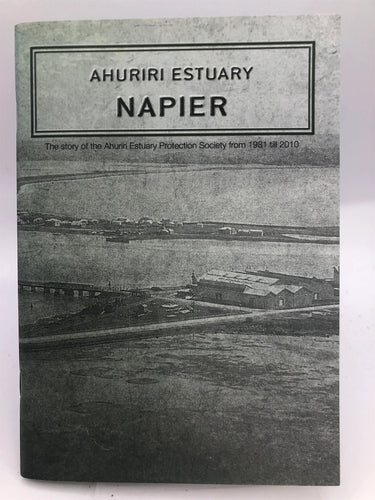 AHURIRI ESTUARY
NAPIER
The story of the Ahuriri Estuary Protection Society from 1981 till 2010